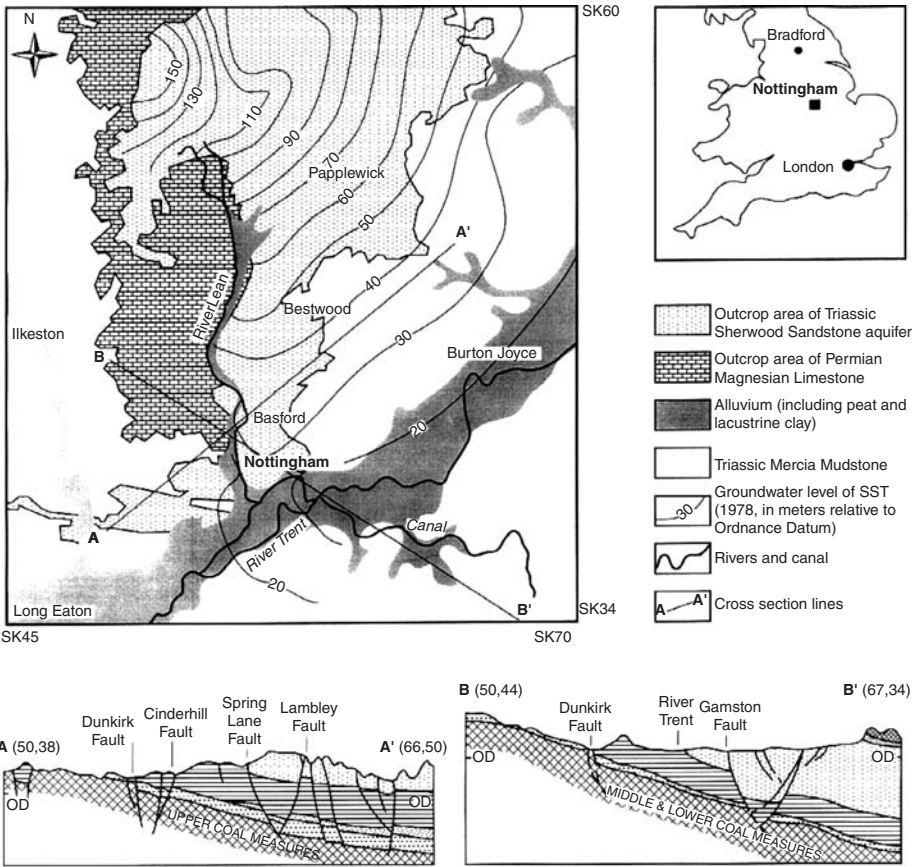 N
SK60
150
130
110
90
70
Papplewick
60
50
A'
40
River Lean
Bestwood
30
Ilkeston
B
Burton Joyce
Basford
20
Nottingham
A
River Trent
Canal
20
Long Eaton
B'
SK34
SK45
SK70
Bradford
Nottingham
London
Outcrop area of Triassic
Sherwood Sandstone aquifer
Outcrop area of Permian
Magnesian Limestone
Alluvium (including peat and
lacustrine clay)
Triassic Mercia Mudstone
30
Groundwater level of SST
(1978, in meters relative to
Ordnance Datum)
Rivers and canal
A A'
Cross section lines
A (50,38)
Dunkirk
Fault
Cinderhill
Fault
Spring
Lane
Fault
Lambley
Fault
A' (66,50)
OD
OD
UPPER COAL MEASURES
B (50,44)
Dunkirk
Fault
River
Trent
Gamston
Fault
B' (67,34)
OD
OD
MIDDLE & LOWER COAL MEASURES